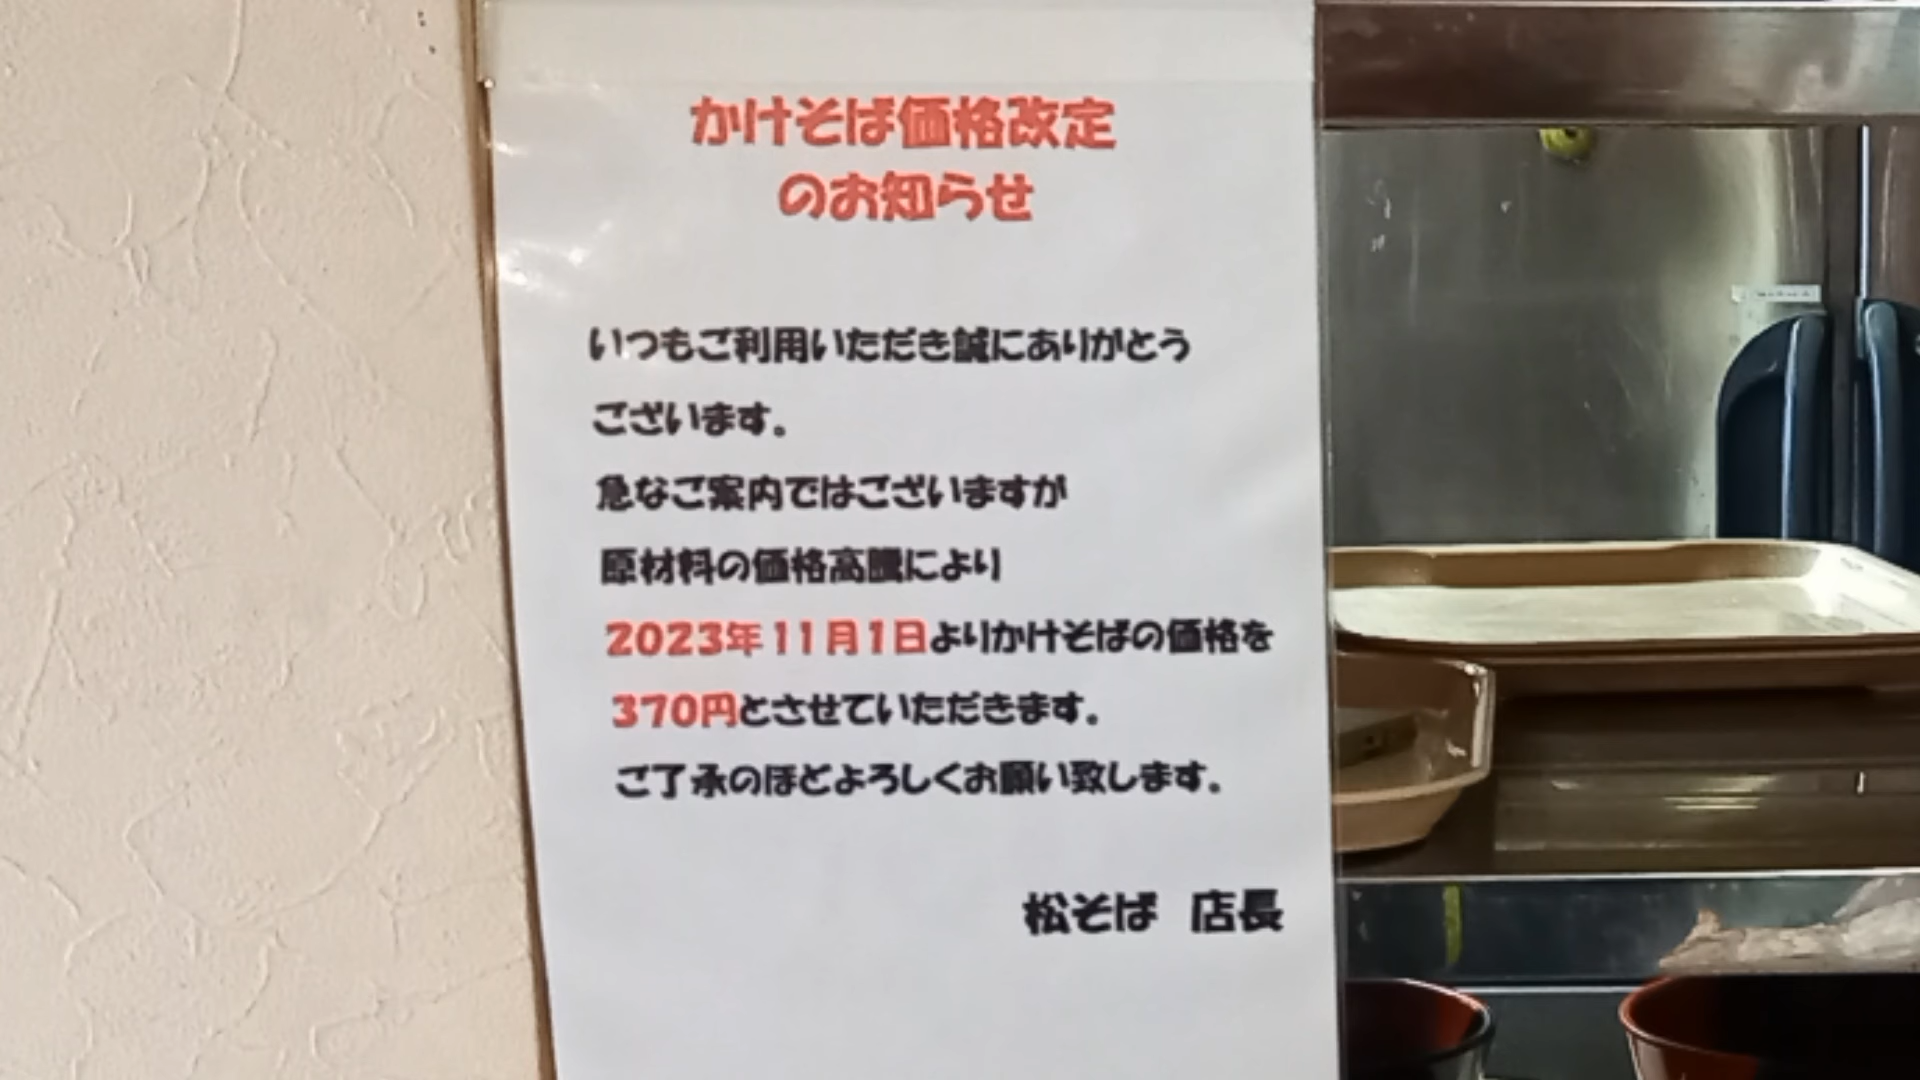 かけそば価格改定
のお知らせ
いつもご利用いただき誠にありがとう
ございます。
急なご案内ではございますが
原材料の価格高騰により
2023年11月1日よりかけそばの価格を
370円とさせていただきます。
ご了承のほどよろしくお願い致します。
松そば 店長